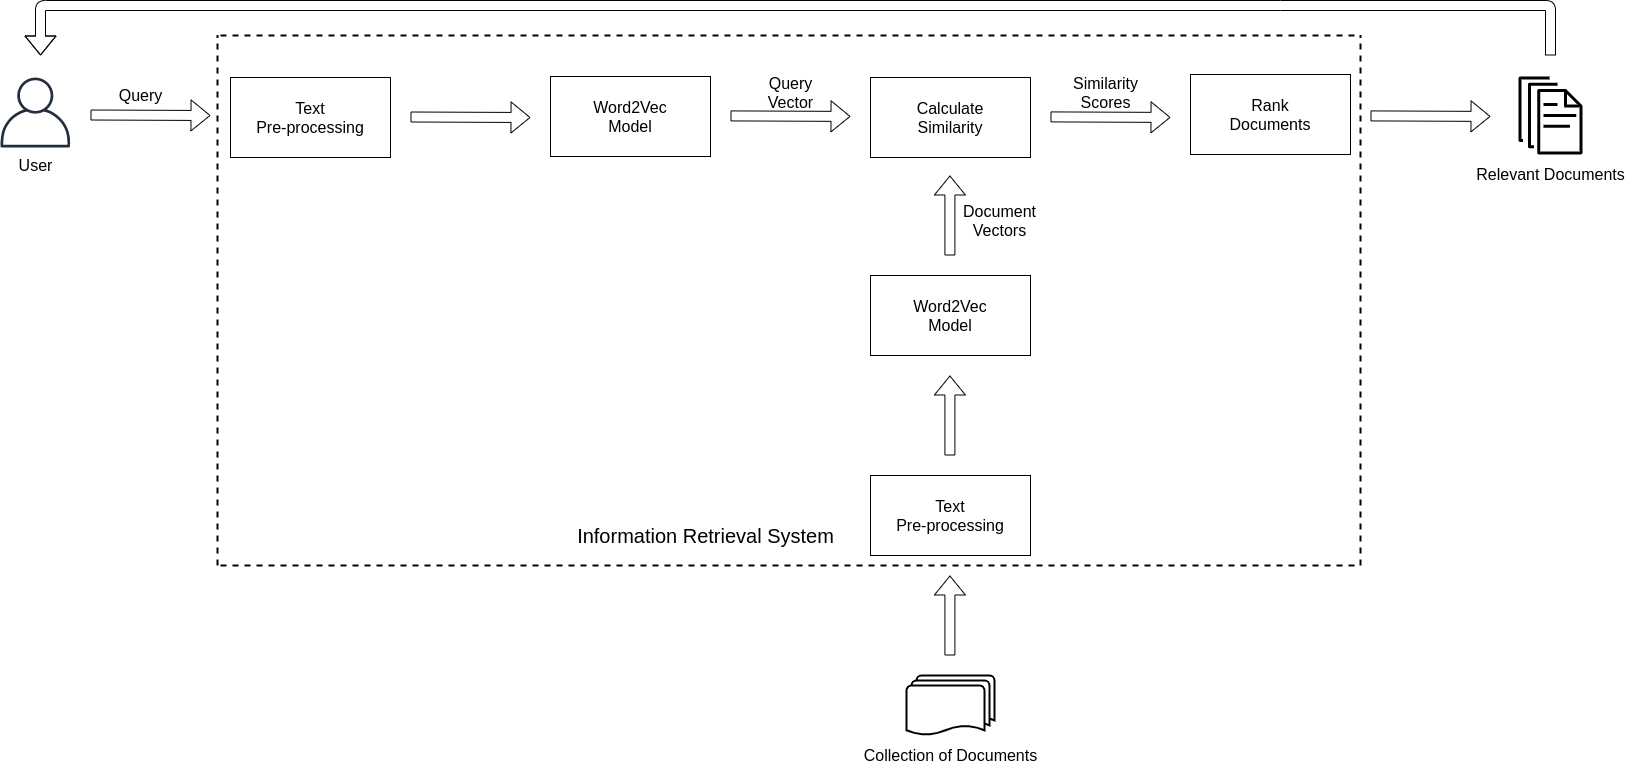 Query
User
Text
Pre-processing
Word2Vec
Model
Query
Vector
Calculate
Similarity
Similarity
Scores
Rank
Documents
Relevant Documents
Document
Vectors
Word2Vec
Model
Text
Pre-processing
Information Retrieval System
Collection of Documents